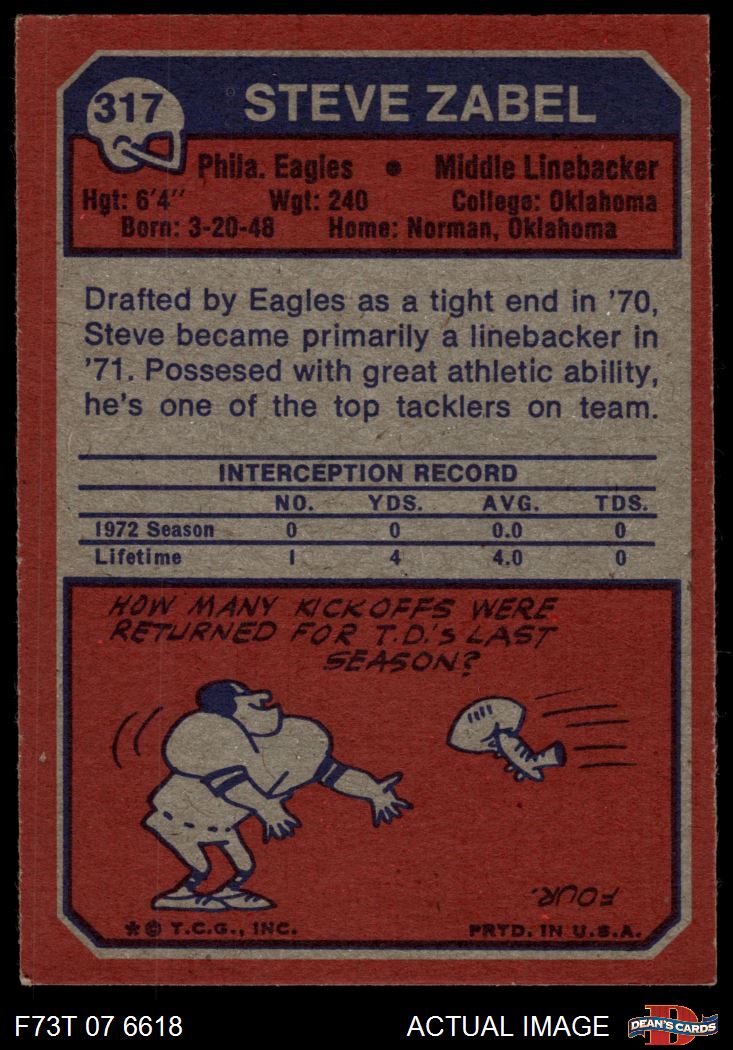 317
STEVE ZABEL
Phila. Eagles ● Middle Linebacker
Hgt: 6'4" Wgt: 240 College: Oklahoma
Born: 3-20-48 Home: Norman, Oklahoma
Drafted by Eagles as a tight end in '70,
Steve became primarily a linebacker in
'71. Possesed with great athletic ability,
he's one of the top tacklers on team.
INTERCEPTION RECORD
NO. YDS. AVG. TDS.
1972 Season 0 0 0.0 0
Lifetime 1 4 4.0 0
HOW MANY KICKOFFS WERE
RETURNED FOR T.D.'s LAST
SEASON?
FOUR.
*© T.C.G., INC. PRTD. IN U.S.A.
F73T 07 6618 ACTUAL IMAGE D DEAN'S CARDS